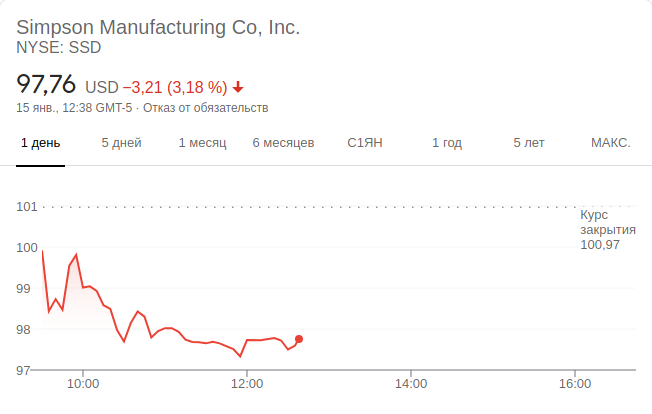 Simpson Manufacturing Co, Inc.
NYSE: SSD
97,76 USD −3,21 (3,18 %)
15 янв., 12:38 GMT-5 · Отказ от обязательств
1 день 5 дней 1 месяц 6 месяцев С1ЯН 1 год 5 лет МАКС.
101
Курс
закрытия
100,97
100
99
98
97
10:00 12:00 14:00 16:00